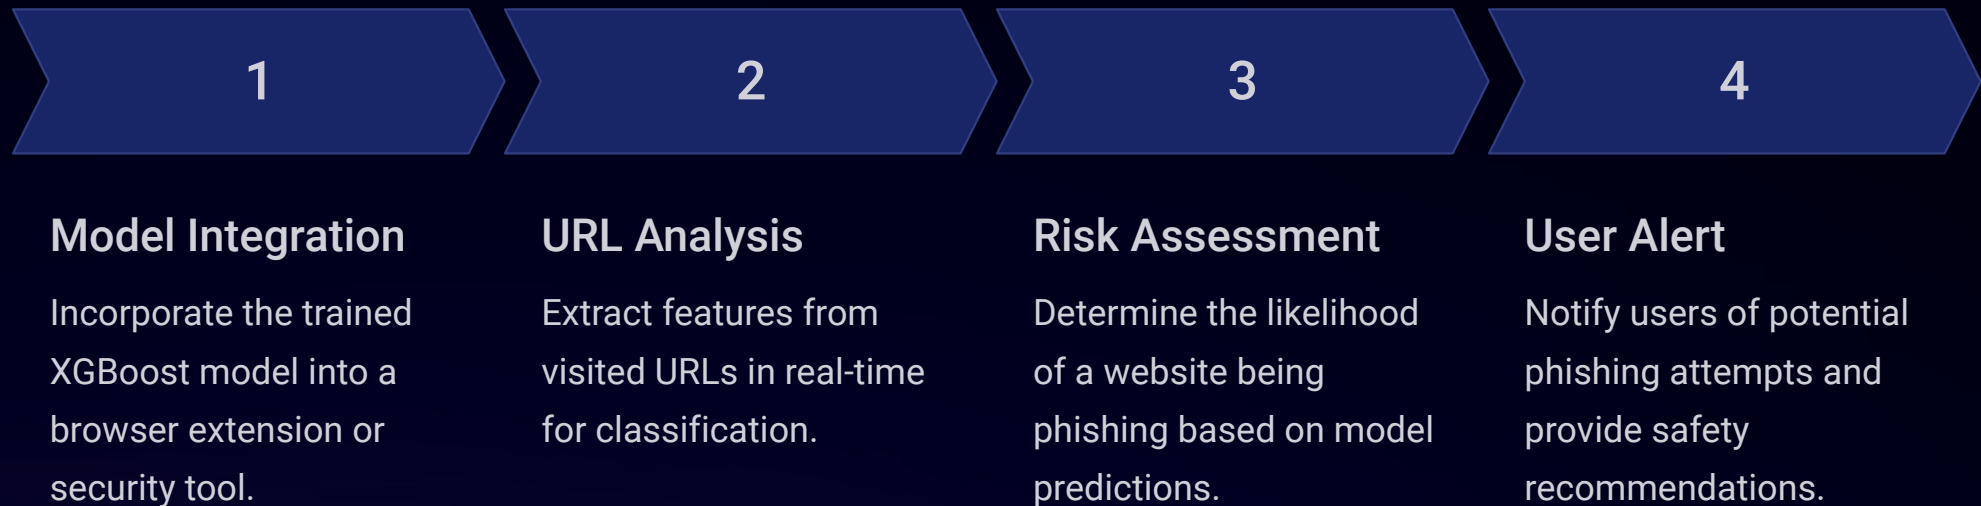 1
2
3
4
Model Integration
Incorporate the trained
XGBoost model into a
browser extension or
security tool.
URL Analysis
Extract features from
visited URLs in real-time
for classification.
Risk Assessment
Determine the likelihood
of a website being
phishing based on model
predictions.
User Alert
Notify users of potential
phishing attempts and
provide safety
recommendations.